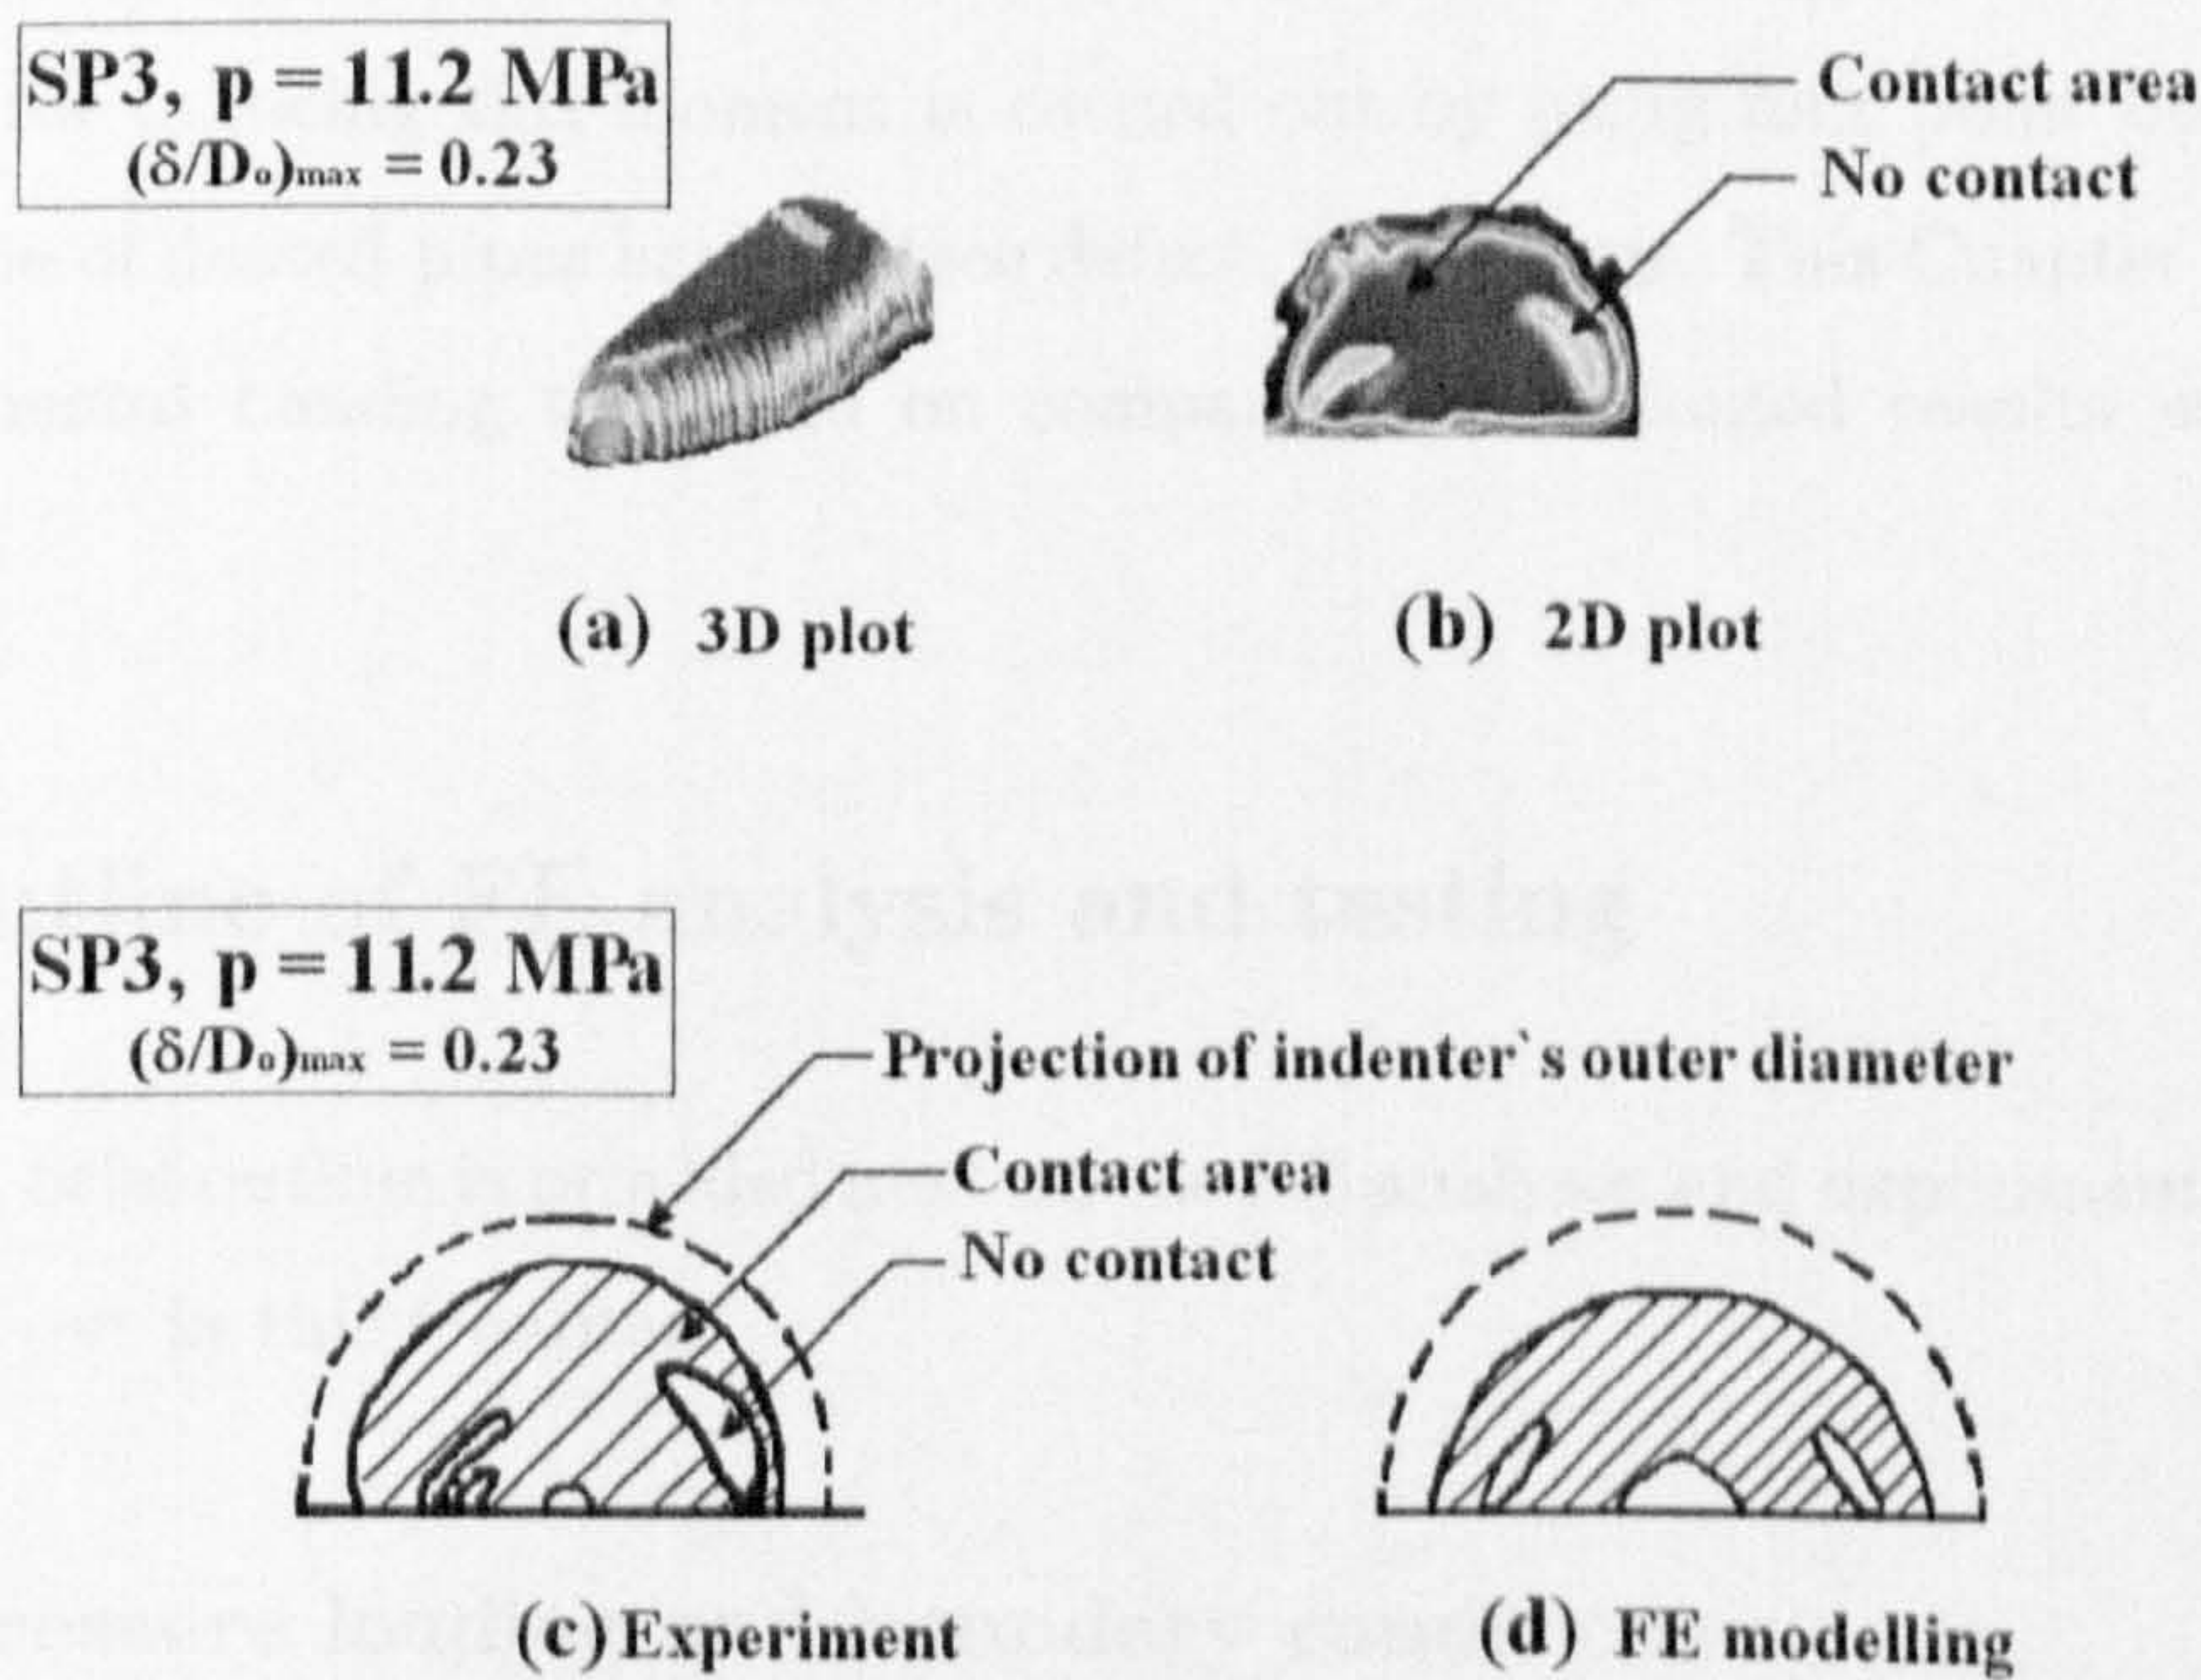 SP3, p = 11.2 MPa
(δ/Dₒ)max = 0.23
Contact area
No contact
(a) 3D plot
(b) 2D plot
SP3, p = 11.2 MPa
(δ/Dₒ)max = 0.23
Projection of indenter`s outer diameter
Contact area
No contact
(c) Experiment
(d) FE modelling